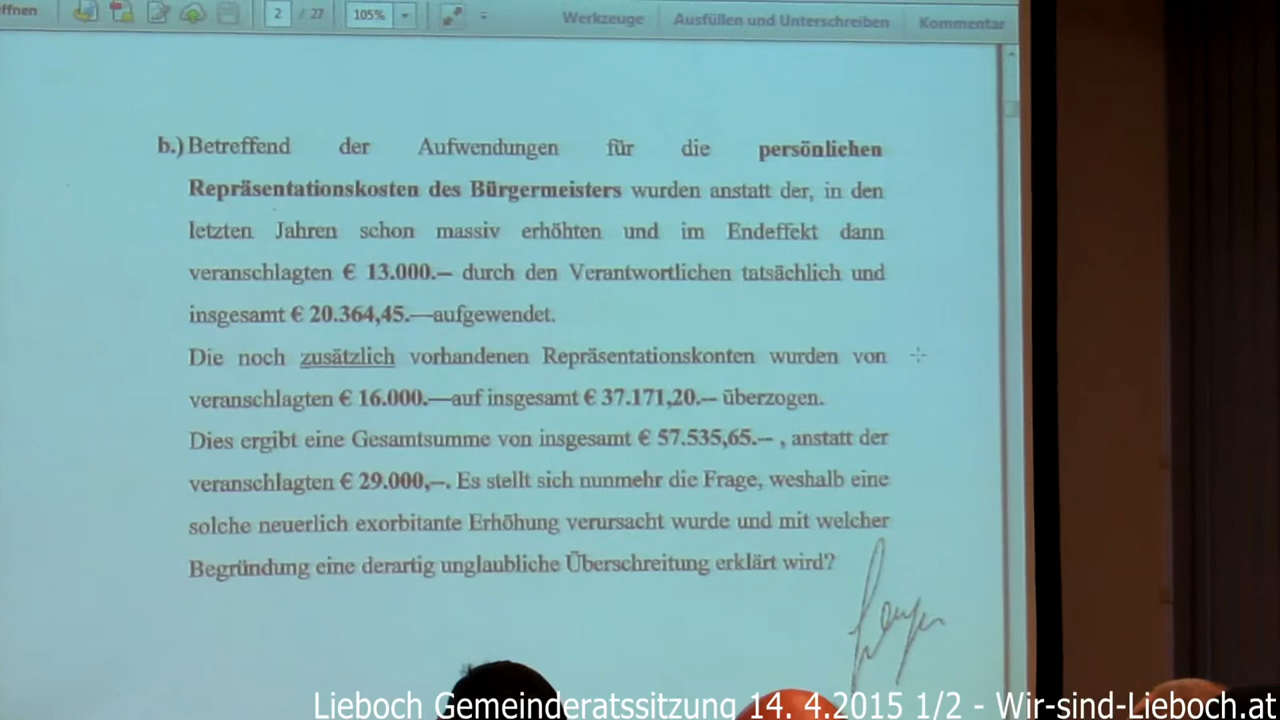 ffnen
2 / 27
105%
Werkzeuge
Ausfüllen und Unterschreiben
Kommentar
b.) Betreffend der Aufwendungen für die persönlichen
Repräsentationskosten des Bürgermeisters wurden anstatt der, in den
letzten Jahren schon massiv erhöhten und im Endeffekt dann
veranschlagten € 13.000.-- durch den Verantwortlichen tatsächlich und
insgesamt € 20.364,45.—aufgewendet.
Die noch zusätzlich vorhandenen Repräsentationskonten wurden von
veranschlagten € 16.000.—auf insgesamt € 37.171,20.-- überzogen.
Dies ergibt eine Gesamtsumme von insgesamt € 57.535,65.-- , anstatt der
veranschlagten € 29.000,--. Es stellt sich nunmehr die Frage, weshalb eine
solche neuerlich exorbitante Erhöhung verursacht wurde und mit welcher
Begründung eine derartig unglaubliche Überschreitung erklärt wird?
Lieboch Gemeinderatssitzung 14. 4.2015 1/2 - Wir-sind-Lieboch.at